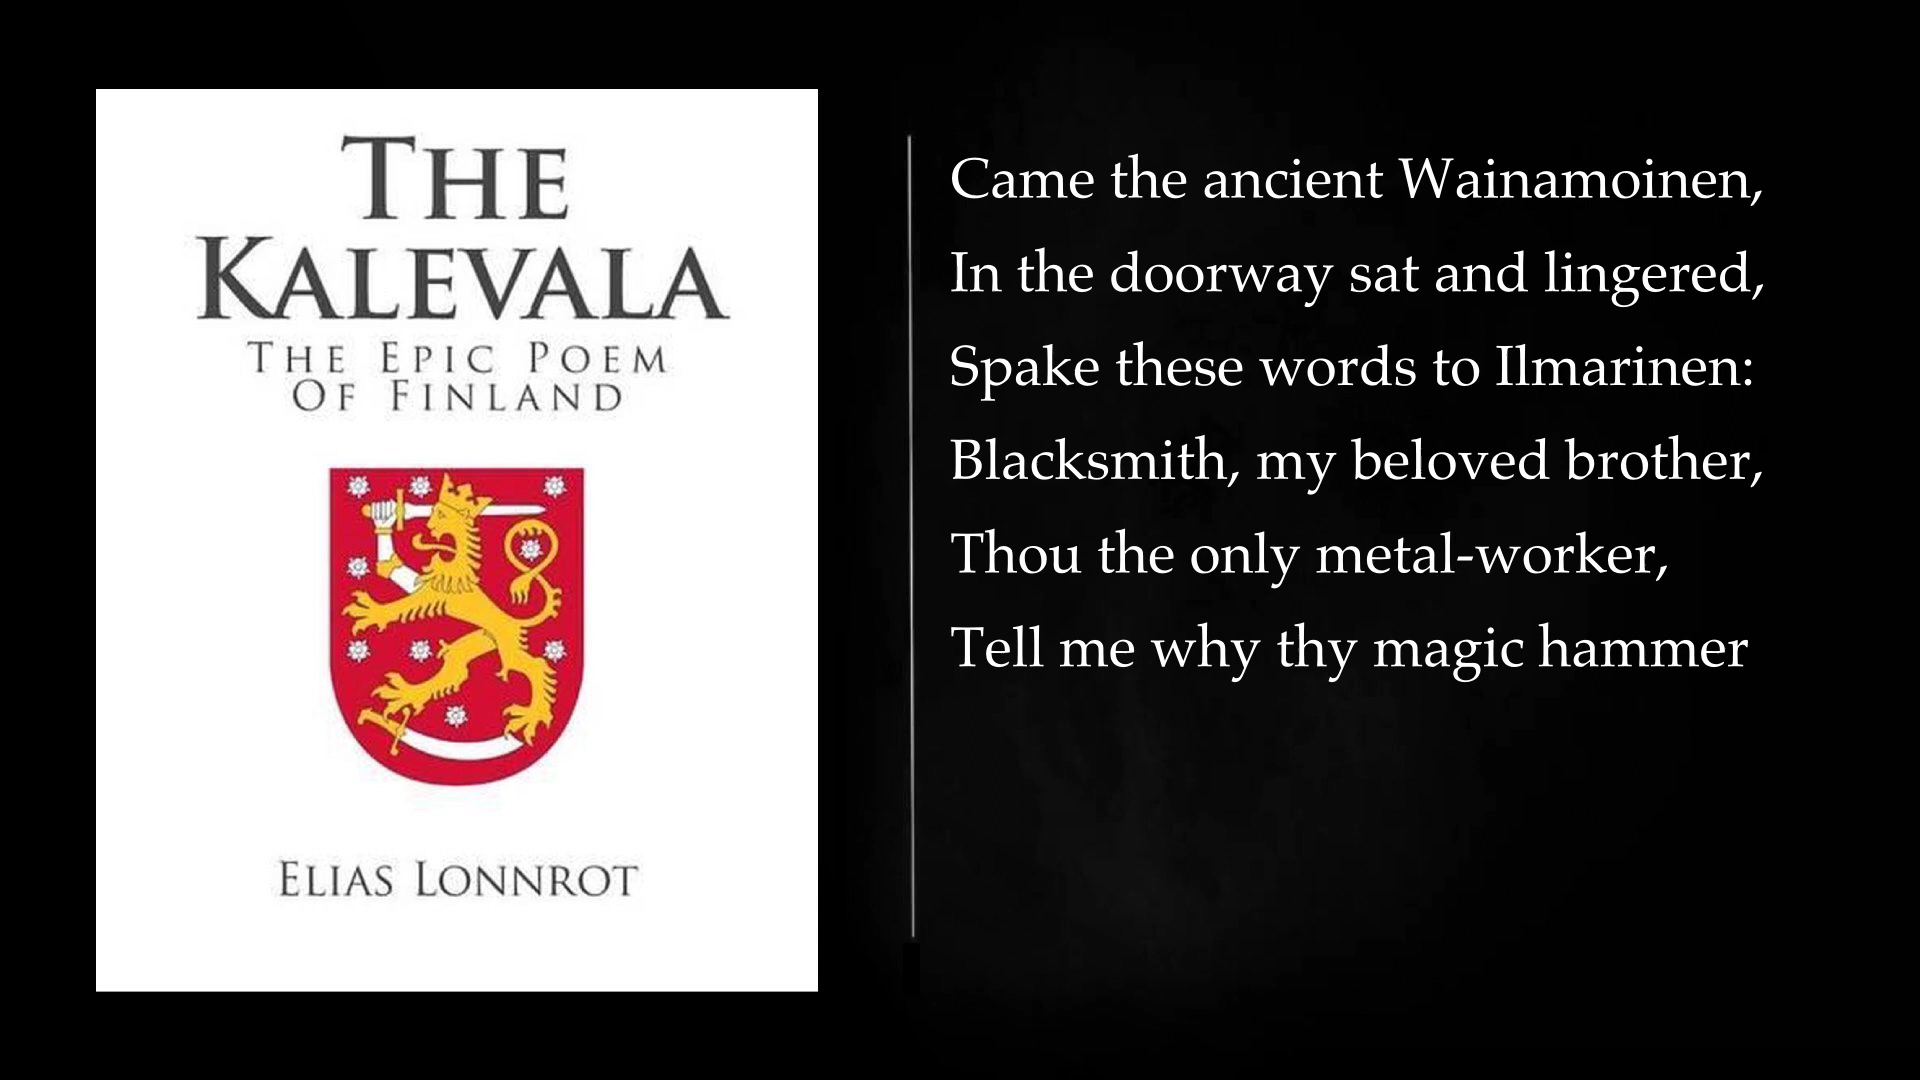 THE
KALEVALA
THE EPIC POEM
OF FINLAND
ELIAS LONNROT
Came the ancient Wainamoinen,
In the doorway sat and lingered,
Spake these words to Ilmarinen:
Blacksmith, my beloved brother,
Thou the only metal-worker,
Tell me why thy magic hammer